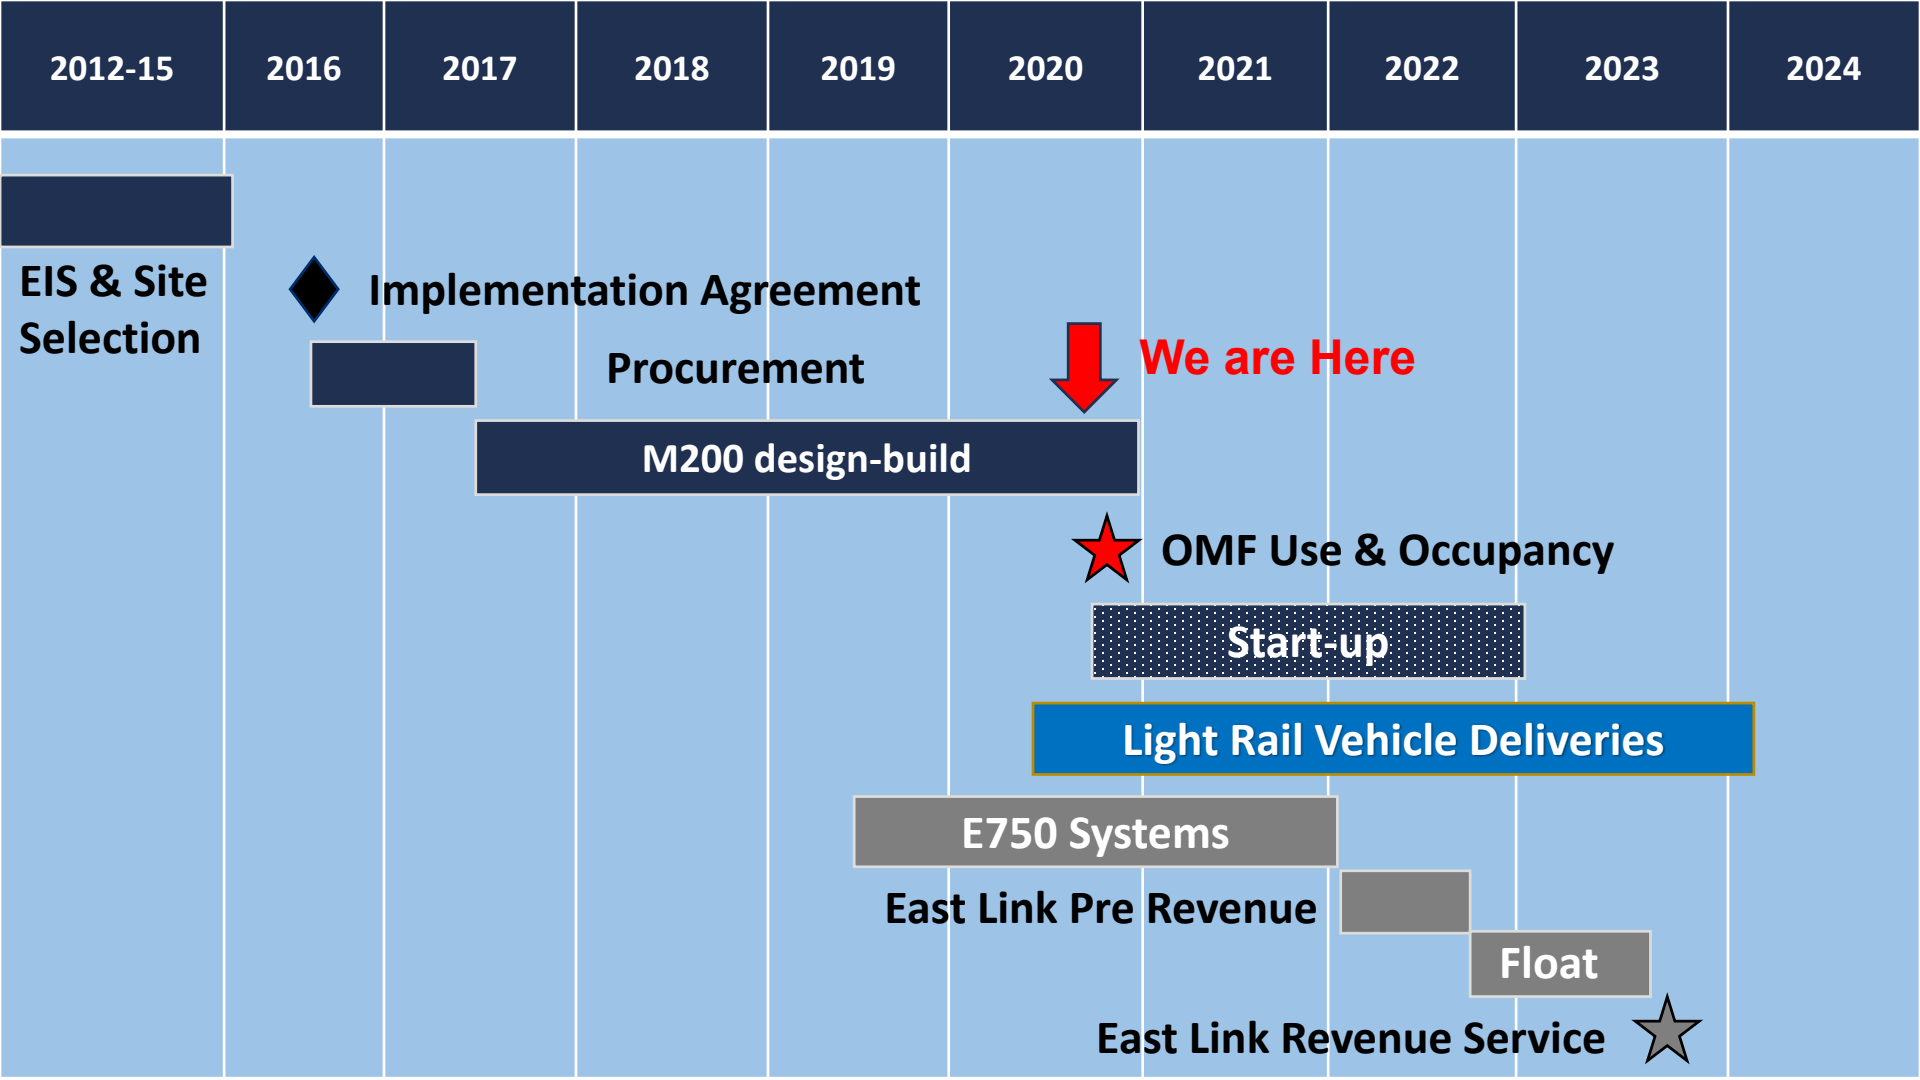 2012-15 2016 2017 2018 2019 2020 2021 2022 2023 2024
EIS & Site
Selection
Implementation Agreement
Procurement
We are Here
M200 design-build
OMF Use & Occupancy
Start-up
Light Rail Vehicle Deliveries
E750 Systems
East Link Pre Revenue
Float
East Link Revenue Service